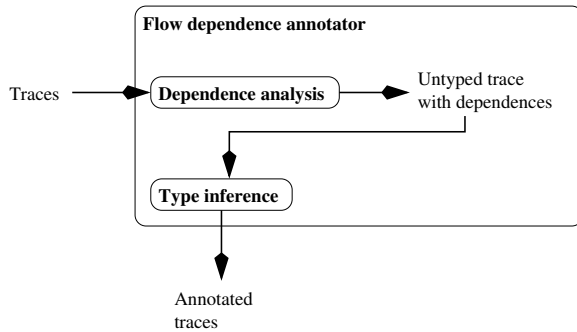 Flow dependence annotator
Traces
Dependence analysis
Untyped trace
with dependences
Type inference
Annotated
traces